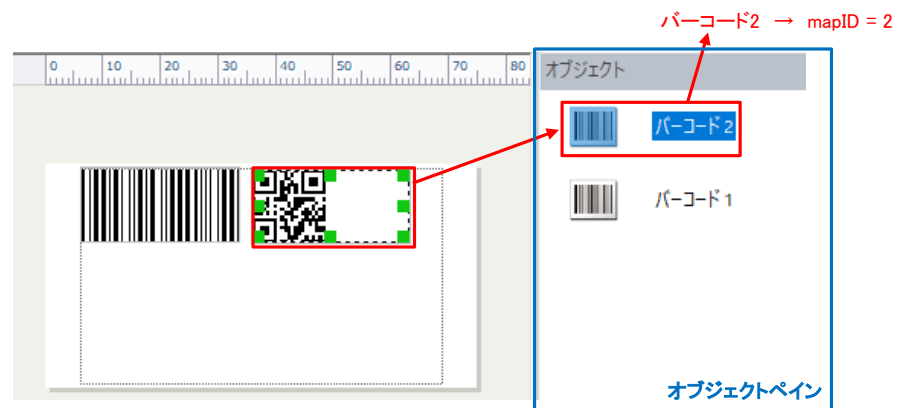 バーコード2 → mapID = 2
0 10 20 30 40 50 60 70 80
オブジェクト
バーコード 2
バーコード 1
オブジェクトペイン